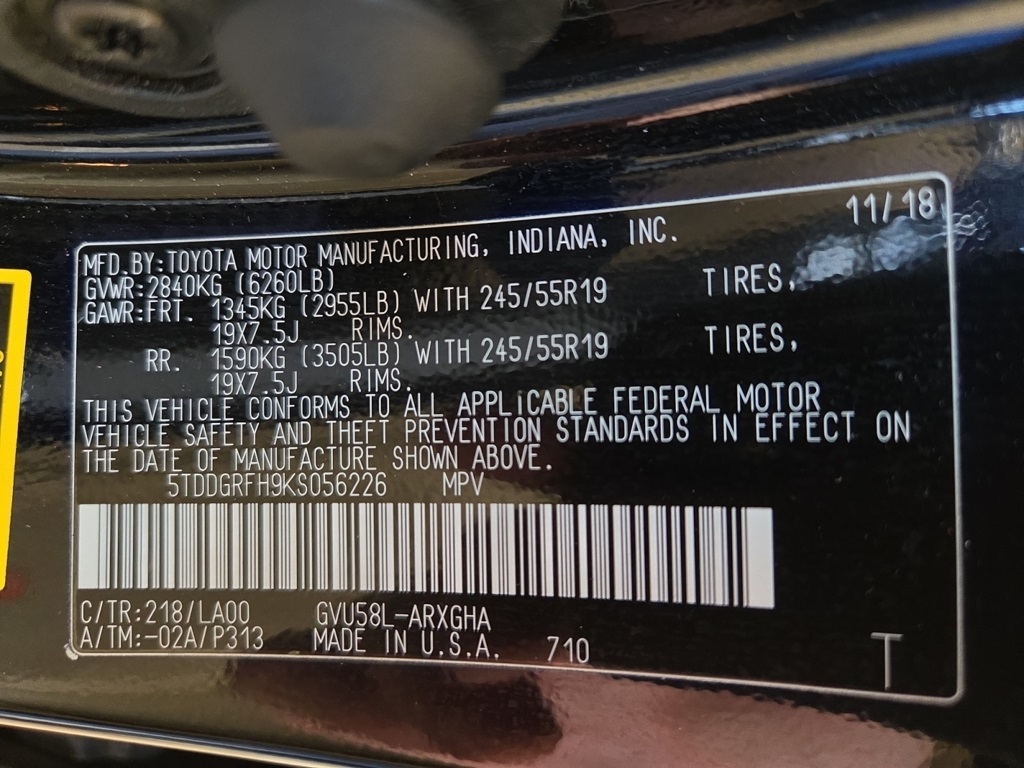 11/18
MFD.BY:TOYOTA MOTOR MANUFACTURING, INDIANA, INC.
GVWR:2840KG (6260LB)
GAWR:FRT. 1345KG (2955LB) WITH 245/55R19 TIRES,
19X7.5J RIMS.
RR. 1590KG (3505LB) WITH 245/55R19 TIRES,
19X7.5J RIMS.
THIS VEHICLE CONFORMS TO ALL APPLICABLE FEDERAL MOTOR
VEHICLE SAFETY AND THEFT PREVENTION STANDARDS IN EFFECT ON
THE DATE OF MANUFACTURE SHOWN ABOVE.
5TDDGRFH9KS056226 MPV
C/TR:218/LA00 GVU58L-ARXGHA
A/TM:-02A/P313 MADE IN U.S.A. 710
T